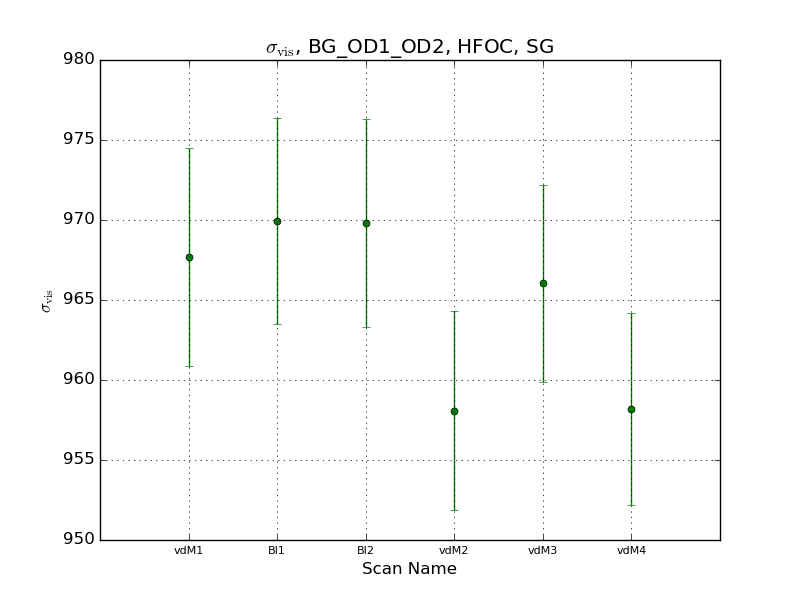 σvis, BG_OD1_OD2, HFOC, SG
980
975
970
965
960
955
950
σvis
vdM1 BI1 BI2 vdM2 vdM3 vdM4
Scan Name